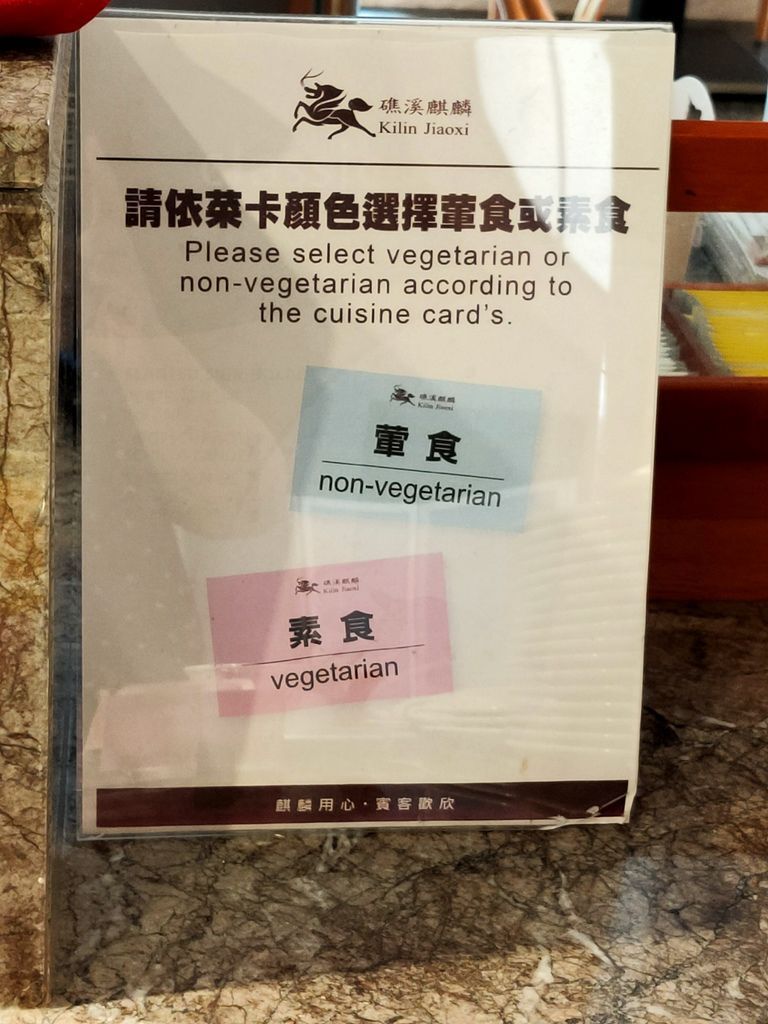 礁溪麒麟
Kilin Jiaoxi
請依菜卡顏色選擇葷食或素食
Please select vegetarian or
non-vegetarian according to
the cuisine card's.
礁溪麒麟
Kilin Jiaoxi
葷食
non-vegetarian
礁溪麒麟
Kilin Jiaoxi
素食
vegetarian
麒麟用心·賓客歡欣